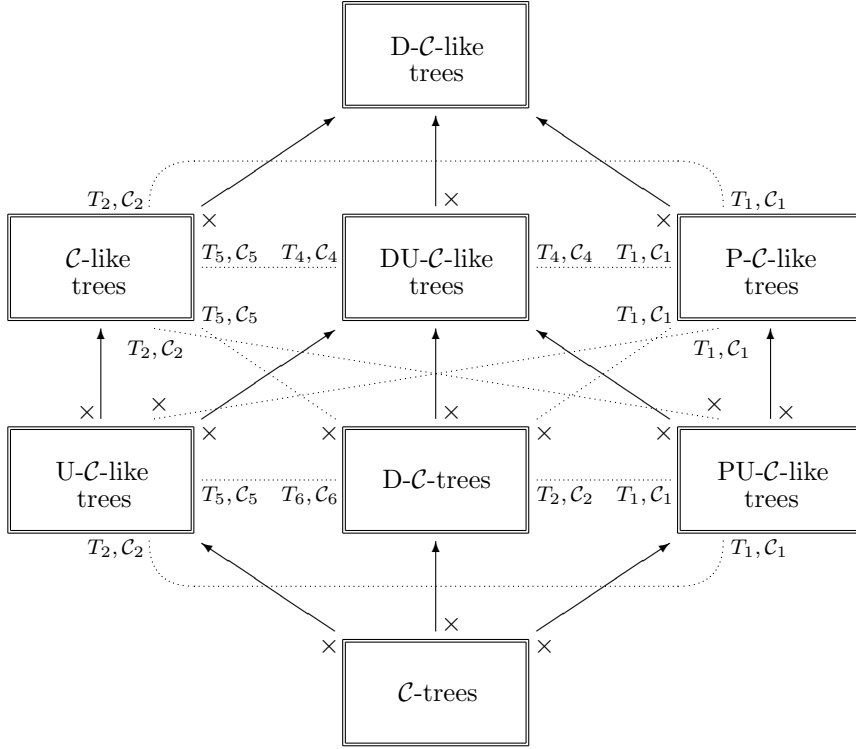 D-𝒞-like
trees
T₂, 𝒞₂ T₁, 𝒞₁
× × ×
𝒞-like
trees
T₅, 𝒞₅ T₄, 𝒞₄
DU-𝒞-like
trees
T₄, 𝒞₄ T₁, 𝒞₁
P-𝒞-like
trees
T₅, 𝒞₅ T₁, 𝒞₁
T₂, 𝒞₂ T₁, 𝒞₁
× × × × × ×
× × × ×
U-𝒞-like
trees
T₅, 𝒞₅ T₆, 𝒞₆
D-𝒞-trees
T₂, 𝒞₂ T₁, 𝒞₁
PU-𝒞-like
trees
T₂, 𝒞₂ T₁, 𝒞₁
× × ×
𝒞-trees